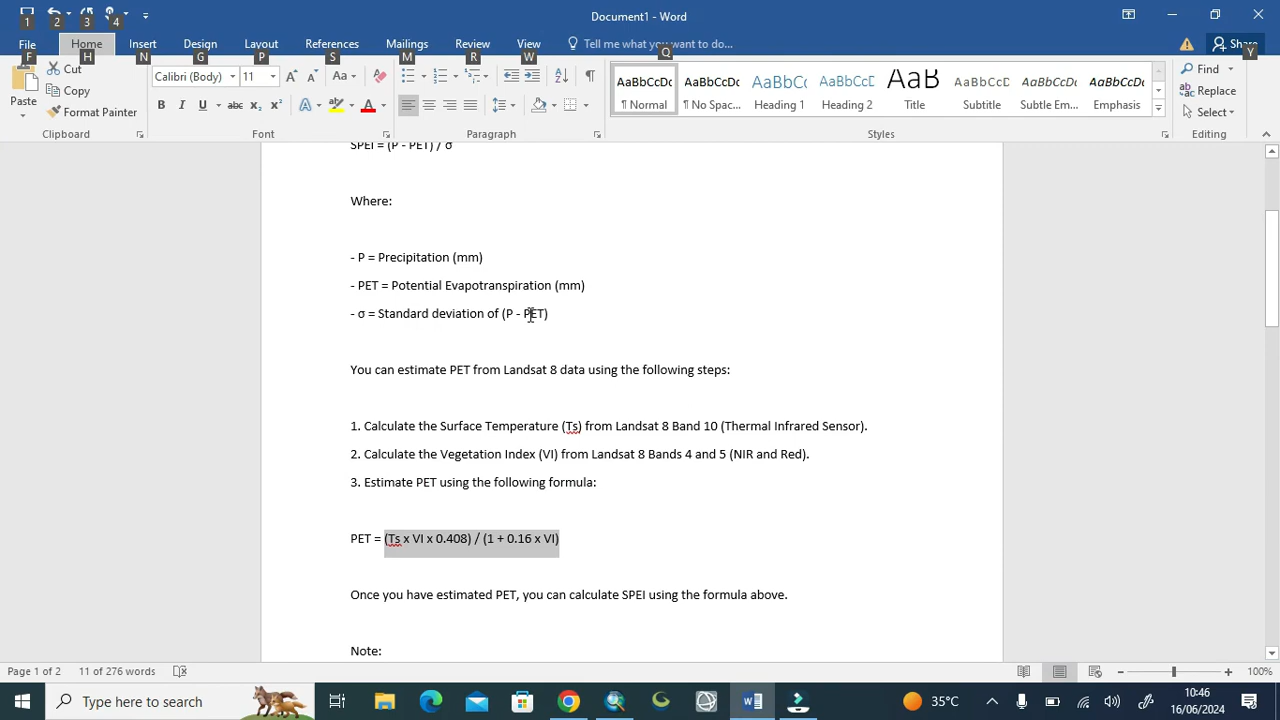 Document1 - Word
1 2 3 4
File Home Insert Design Layout References Mailings Review View Tell me what you want to do... Share
F H N G P S M R W Q Y
Paste
Cut
Copy
Format Painter
Clipboard
Calibri (Body) 11
Font
Paragraph
AaBbCcDc AaBbCcDc AaBbCc AaBbCcD AaB AaBbCcD AaBbCcDc AaBbCcDc
¶ Normal ¶ No Spac... Heading 1 Heading 2 Title Subtitle Subtle Em... Emphasis
Styles
Find
Replace
Select
Editing
SPEI = (P - PET) / σ
Where:
- P = Precipitation (mm)
- PET = Potential Evapotranspiration (mm)
- σ = Standard deviation of (P - PET)
You can estimate PET from Landsat 8 data using the following steps:
1. Calculate the Surface Temperature (Ts) from Landsat 8 Band 10 (Thermal Infrared Sensor).
2. Calculate the Vegetation Index (VI) from Landsat 8 Bands 4 and 5 (NIR and Red).
3. Estimate PET using the following formula:
PET = (Ts x VI x 0.408) / (1 + 0.16 x VI)
Once you have estimated PET, you can calculate SPEI using the formula above.
Note:
Page 1 of 2 11 of 276 words 100%
Type here to search
35°C
10:46
16/06/2024